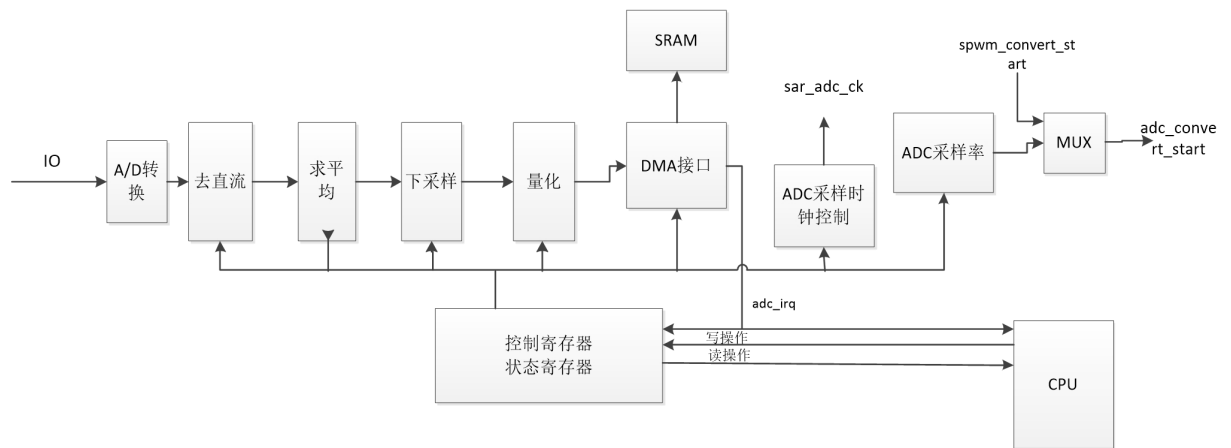 SRAM
spwm_convert_st
art
sar_adc_ck
IO
A/D转
换
去直流
求平
均
下采样
量化
DMA接口
ADC采样时
钟控制
ADC采样率
MUX
adc_conve
rt_start
adc_irq
控制寄存器
状态寄存器
写操作
读操作
CPU